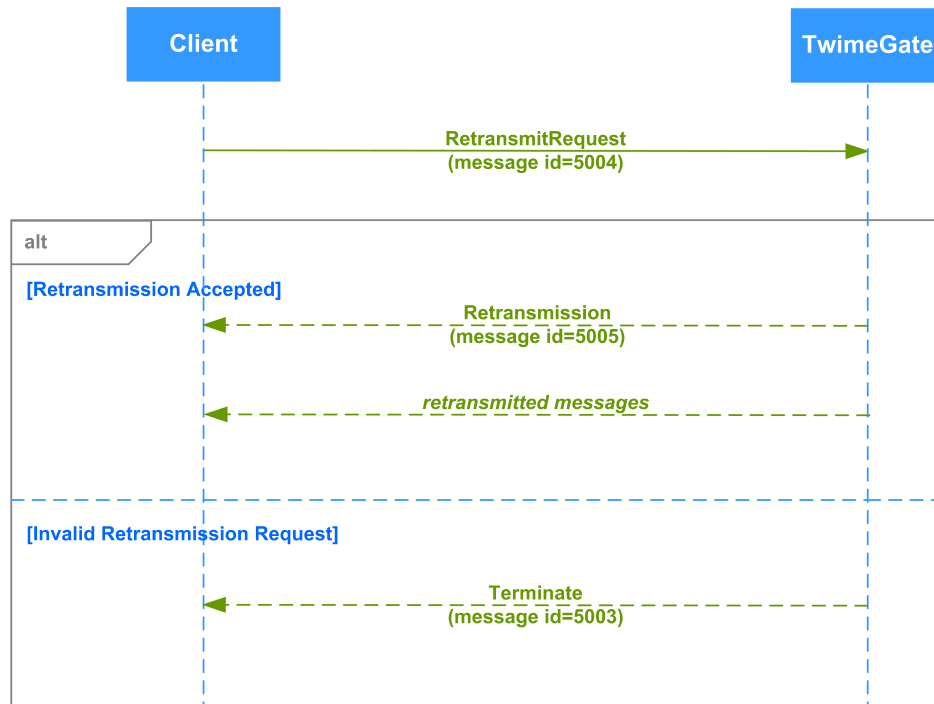 Client
TwimeGate
RetransmitRequest
(message id=5004)
alt
[Retransmission Accepted]
Retransmission
(message id=5005)
retransmitted messages
[Invalid Retransmission Request]
Terminate
(message id=5003)